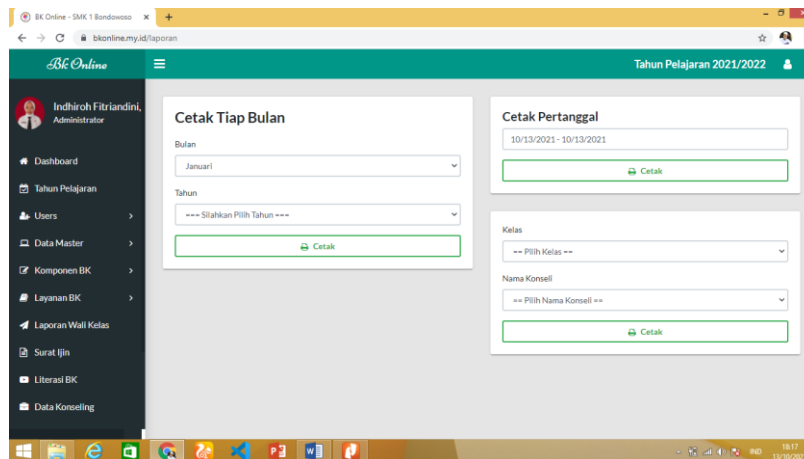 BK Online - SMK 1 Bondowoso
bkonline.my.id/laporan
Bk Online
Tahun Pelajaran 2021/2022
Indhiroh Fitriandini,
Administrator
Dashboard
Tahun Pelajaran
Users
Data Master
Komponen BK
Layanan BK
Laporan Wali Kelas
Surat Ijin
Literasi BK
Data Konseling
Cetak Tiap Bulan
Bulan
Januari
Tahun
=== Silahkan Pilih Tahun ===
Cetak
Cetak Pertanggal
10/13/2021 - 10/13/2021
Cetak
Kelas
== Pilih Kelas ==
Nama Konseli
== Pilih Nama Konseli ==
Cetak
IND
18:17
13/10/202